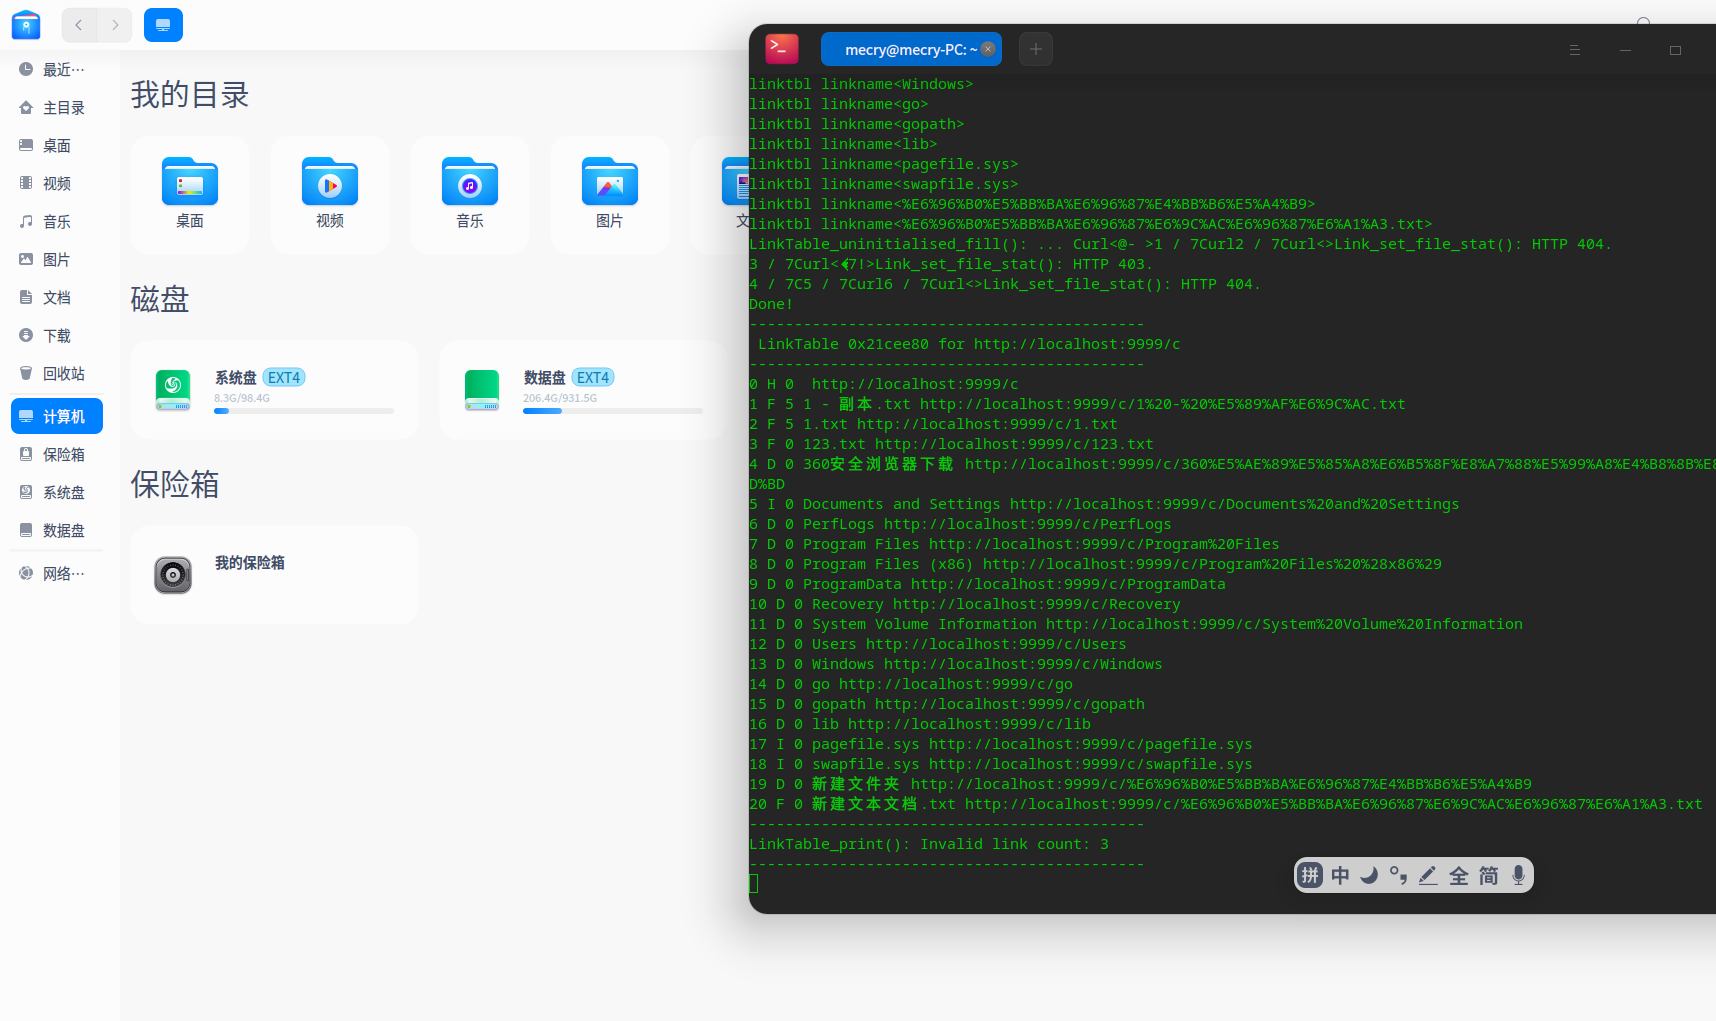 最近…
主目录
桌面
视频
音乐
图片
文档
下载
回收站
计算机
保险箱
系统盘
数据盘
网络…
我的目录
桌面
视频
音乐
图片
文
磁盘
系统盘 EXT4
8.3G/98.4G
数据盘 EXT4
206.4G/931.5G
保险箱
我的保险箱
mecry@mecry-PC: ~
linktbl linkname<Windows>
linktbl linkname<go>
linktbl linkname<gopath>
linktbl linkname<lib>
linktbl linkname<pagefile.sys>
linktbl linkname<swapfile.sys>
linktbl linkname<%E6%96%B0%E5%BB%BA%E6%96%87%E4%BB%B6%E5%A4%B9>
linktbl linkname<%E6%96%B0%E5%BB%BA%E6%96%87%E6%9C%AC%E6%96%87%E6%A1%A3.txt>
LinkTable_uninitialised_fill(): ... Curl<@- >1 / 7Curl2 / 7Curl<>Link_set_file_stat(): HTTP 404.
3 / 7Curl< 7!>Link_set_file_stat(): HTTP 403.
4 / 7C5 / 7Curl6 / 7Curl<>Link_set_file_stat(): HTTP 404.
Done!
--------------------------------------------
LinkTable 0x21cee80 for http://localhost:9999/c
--------------------------------------------
0 H 0  http://localhost:9999/c
1 F 5 1 - 副本.txt http://localhost:9999/c/1%20-%20%E5%89%AF%E6%9C%AC.txt
2 F 5 1.txt http://localhost:9999/c/1.txt
3 F 0 123.txt http://localhost:9999/c/123.txt
4 D 0 360安全浏览器下载 http://localhost:9999/c/360%E5%AE%89%E5%85%A8%E6%B5%8F%E8%A7%88%E5%99%A8%E4%B8%8B%E8
D%BD
5 I 0 Documents and Settings http://localhost:9999/c/Documents%20and%20Settings
6 D 0 PerfLogs http://localhost:9999/c/PerfLogs
7 D 0 Program Files http://localhost:9999/c/Program%20Files
8 D 0 Program Files (x86) http://localhost:9999/c/Program%20Files%20%28x86%29
9 D 0 ProgramData http://localhost:9999/c/ProgramData
10 D 0 Recovery http://localhost:9999/c/Recovery
11 D 0 System Volume Information http://localhost:9999/c/System%20Volume%20Information
12 D 0 Users http://localhost:9999/c/Users
13 D 0 Windows http://localhost:9999/c/Windows
14 D 0 go http://localhost:9999/c/go
15 D 0 gopath http://localhost:9999/c/gopath
16 D 0 lib http://localhost:9999/c/lib
17 I 0 pagefile.sys http://localhost:9999/c/pagefile.sys
18 I 0 swapfile.sys http://localhost:9999/c/swapfile.sys
19 D 0 新建文件夹 http://localhost:9999/c/%E6%96%B0%E5%BB%BA%E6%96%87%E4%BB%B6%E5%A4%B9
20 F 0 新建文本文档.txt http://localhost:9999/c/%E6%96%B0%E5%BB%BA%E6%96%87%E6%9C%AC%E6%96%87%E6%A1%A3.txt
--------------------------------------------
LinkTable_print(): Invalid link count: 3
--------------------------------------------
拼 中 全 简